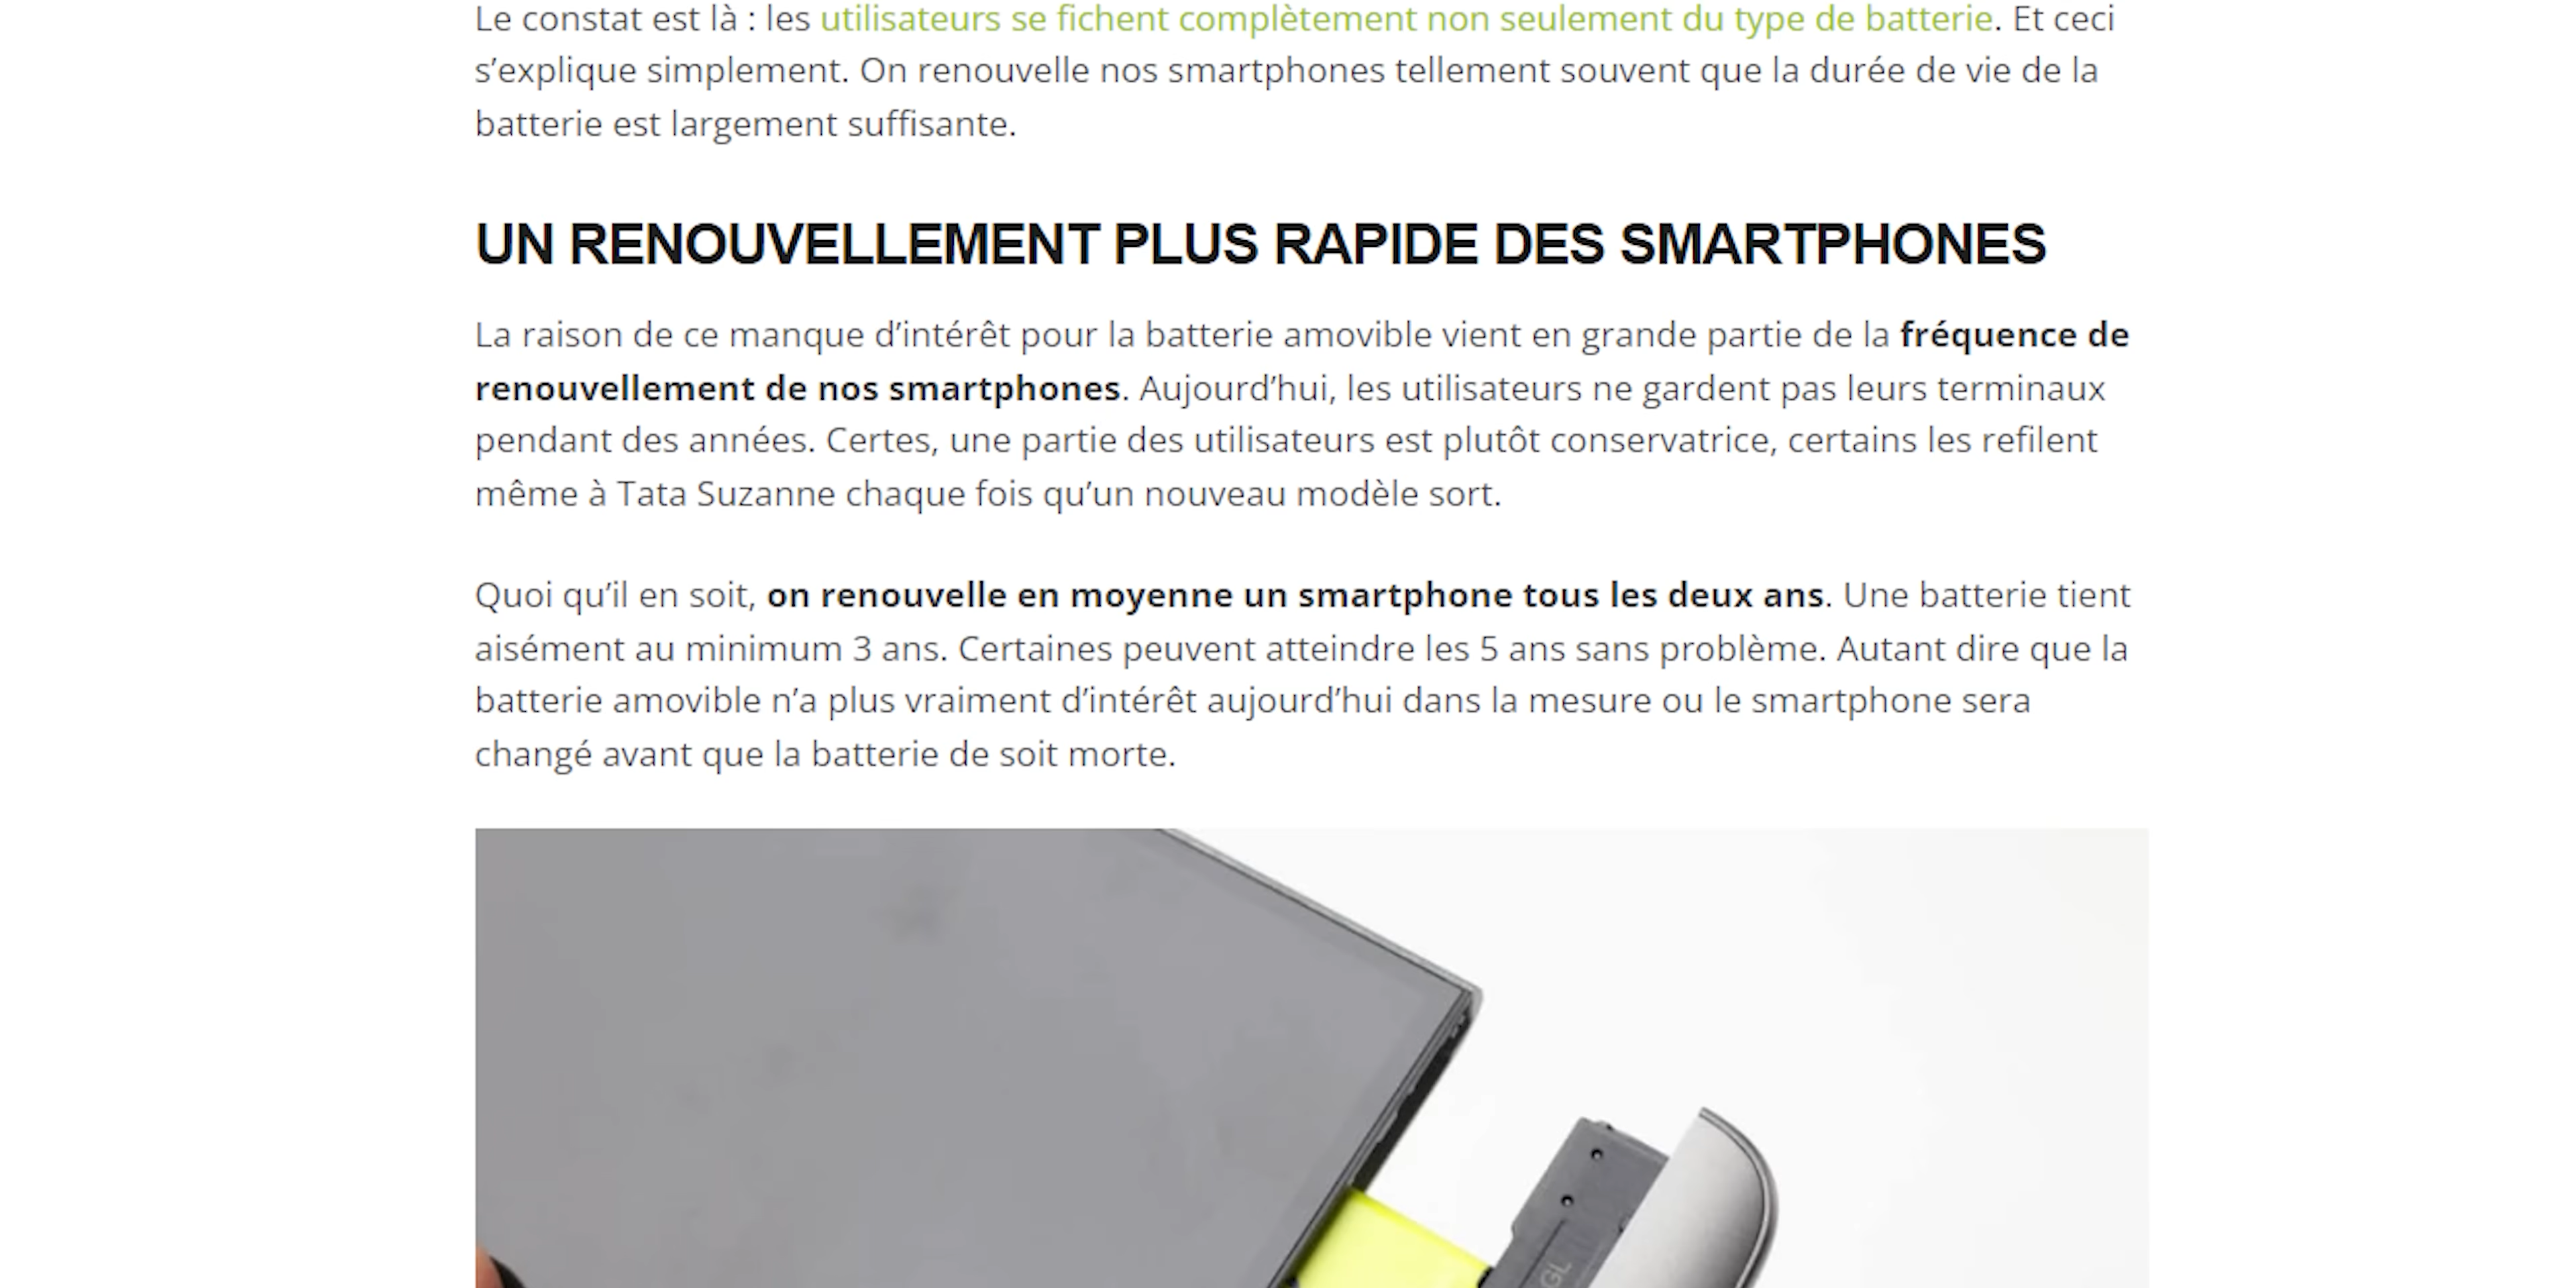 Le constat est là : les utilisateurs se fichent complètement non seulement du type de batterie. Et ceci
s’explique simplement. On renouvelle nos smartphones tellement souvent que la durée de vie de la
batterie est largement suffisante.
UN RENOUVELLEMENT PLUS RAPIDE DES SMARTPHONES
La raison de ce manque d’intérêt pour la batterie amovible vient en grande partie de la fréquence de
renouvellement de nos smartphones. Aujourd’hui, les utilisateurs ne gardent pas leurs terminaux
pendant des années. Certes, une partie des utilisateurs est plutôt conservatrice, certains les refilent
même à Tata Suzanne chaque fois qu’un nouveau modèle sort.
Quoi qu’il en soit, on renouvelle en moyenne un smartphone tous les deux ans. Une batterie tient
aisément au minimum 3 ans. Certaines peuvent atteindre les 5 ans sans problème. Autant dire que la
batterie amovible n’a plus vraiment d’intérêt aujourd’hui dans la mesure ou le smartphone sera
changé avant que la batterie de soit morte.